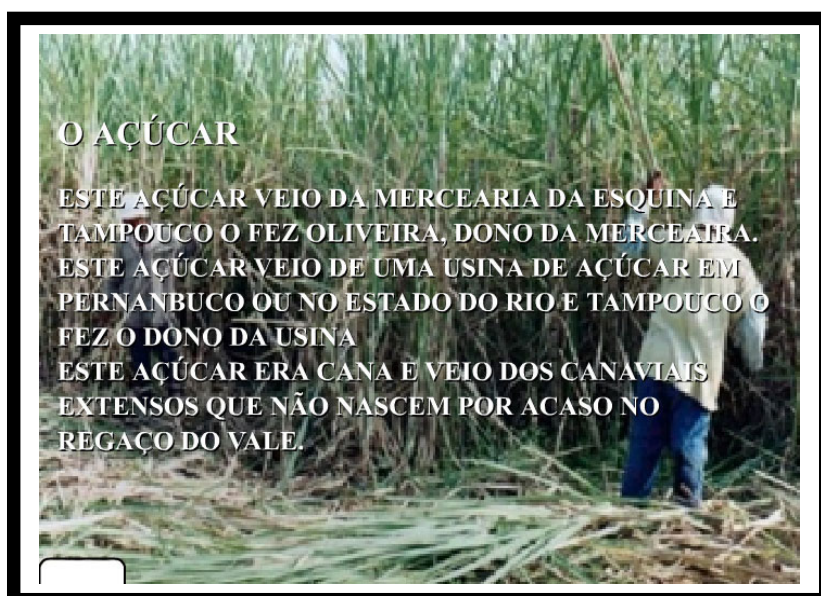 O AÇÚCAR
ESTE AÇÚCAR VEIO DA MERCEARIA DA ESQUINA E
TAMPOUCO O FEZ OLIVEIRA, DONO DA MERCEAIRA.
ESTE AÇÚCAR VEIO DE UMA USINA DE AÇÚCAR EM
PERNANBUCO OU NO ESTADO DO RIO E TAMPOUCO O
FEZ O DONO DA USINA
ESTE AÇÚCAR ERA CANA E VEIO DOS CANAVIAIS
EXTENSOS QUE NÃO NASCEM POR ACASO NO
REGAÇO DO VALE.